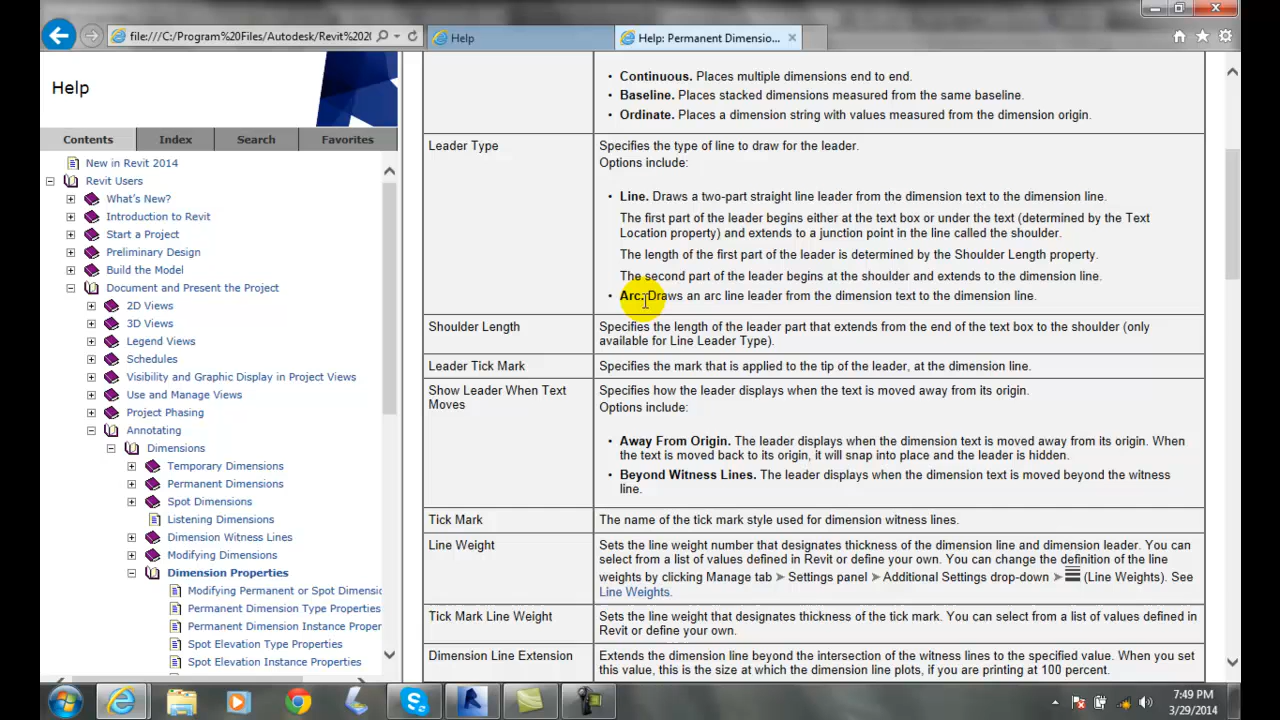 file:///C:/Program%20Files/Autodesk/Revit%20
Help
Help: Permanent Dimensio...
Help
Contents
Index
Search
Favorites
New in Revit 2014
Revit Users
What's New?
Introduction to Revit
Start a Project
Preliminary Design
Build the Model
Document and Present the Project
2D Views
3D Views
Legend Views
Schedules
Visibility and Graphic Display in Project Views
Use and Manage Views
Project Phasing
Annotating
Dimensions
Temporary Dimensions
Permanent Dimensions
Spot Dimensions
Listening Dimensions
Dimension Witness Lines
Modifying Dimensions
Dimension Properties
Modifying Permanent or Spot Dimensio
Permanent Dimension Type Properties
Permanent Dimension Instance Proper
Spot Elevation Type Properties
Spot Elevation Instance Properties
• Continuous. Places multiple dimensions end to end.
• Baseline. Places stacked dimensions measured from the same baseline.
• Ordinate. Places a dimension string with values measured from the dimension origin.
Leader Type
Specifies the type of line to draw for the leader.
Options include:
• Line. Draws a two-part straight line leader from the dimension text to the dimension line.
The first part of the leader begins either at the text box or under the text (determined by the Text
Location property) and extends to a junction point in the line called the shoulder.
The length of the first part of the leader is determined by the Shoulder Length property.
The second part of the leader begins at the shoulder and extends to the dimension line.
• Arc. Draws an arc line leader from the dimension text to the dimension line.
Shoulder Length
Specifies the length of the leader part that extends from the end of the text box to the shoulder (only
available for Line Leader Type).
Leader Tick Mark
Specifies the mark that is applied to the tip of the leader, at the dimension line.
Show Leader When Text
Moves
Specifies how the leader displays when the text is moved away from its origin.
Options include:
• Away From Origin. The leader displays when the dimension text is moved away from its origin. When
the text is moved back to its origin, it will snap into place and the leader is hidden.
• Beyond Witness Lines. The leader displays when the dimension text is moved beyond the witness
line.
Tick Mark
The name of the tick mark style used for dimension witness lines.
Line Weight
Sets the line weight number that designates thickness of the dimension line and dimension leader. You can
select from a list of values defined in Revit or define your own. You can change the definition of the line
weights by clicking Manage tab ➤ Settings panel ➤ Additional Settings drop-down ➤ (Line Weights). See
Line Weights.
Tick Mark Line Weight
Sets the line weight that designates thickness of the tick mark. You can select from a list of values defined in
Revit or define your own.
Dimension Line Extension
Extends the dimension line beyond the intersection of the witness lines to the specified value. When you set
this value, this is the size at which the dimension line plots, if you are printing at 100 percent.
7:49 PM
3/29/2014